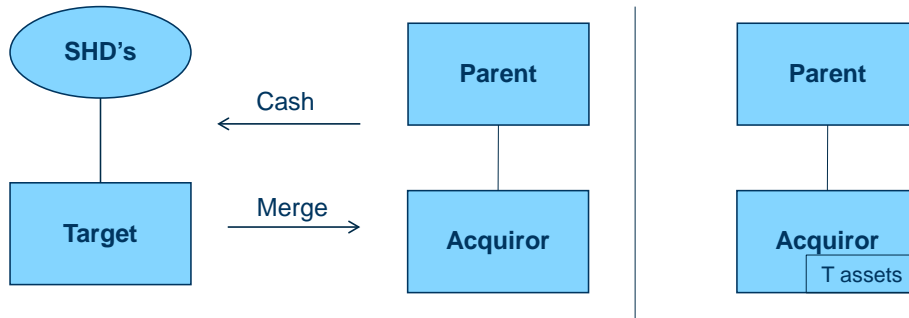 SHD's
Parent
Parent
Cash
Target
Merge
Acquiror
Acquiror
T assets